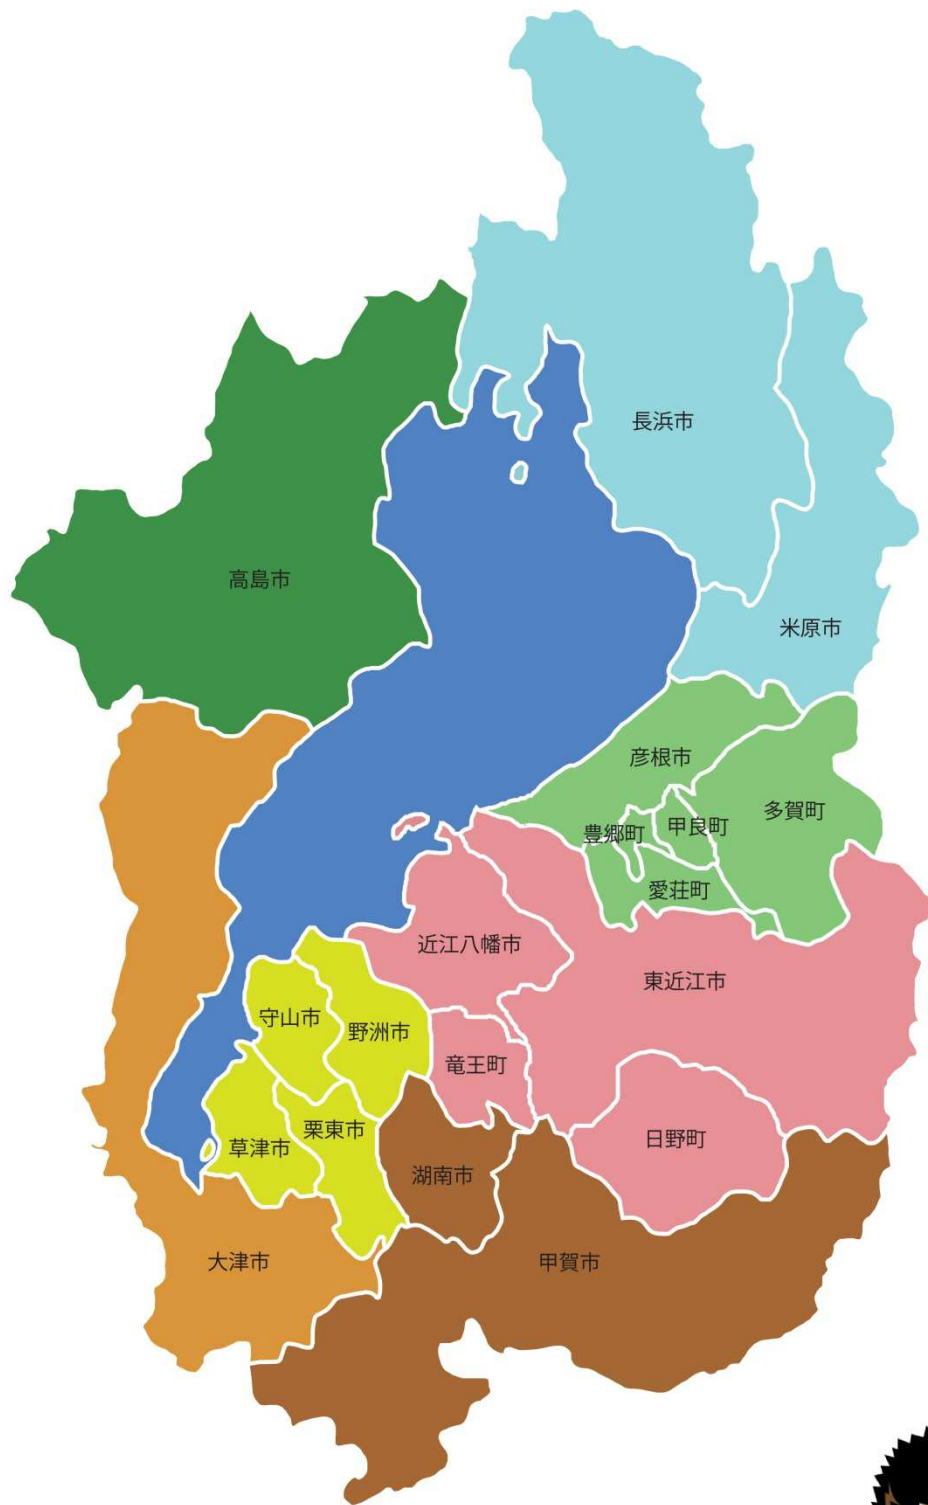 長浜市
高島市
米原市
彦根市
多賀町
甲良町
豊郷町
愛荘町
近江八幡市
東近江市
守山市
野洲市
竜王町
栗東市
草津市
日野町
湖南市
大津市
甲賀市